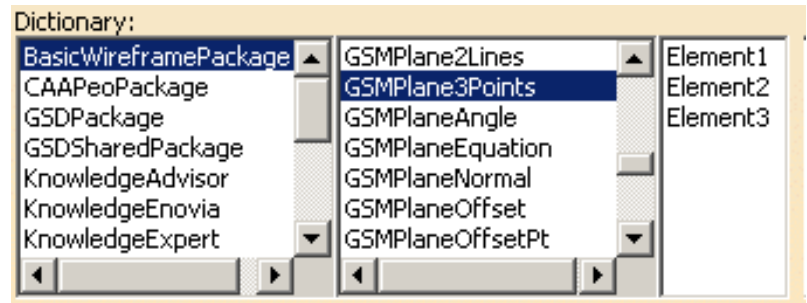 Dictionary:
BasicWireframePackage
CAAPeoPackage
GSDPackage
GSDSharedPackage
KnowledgeAdvisor
KnowledgeEnovia
KnowledgeExpert
GSMPlane2Lines
GSMPlane3Points
GSMPlaneAngle
GSMPlaneEquation
GSMPlaneNormal
GSMPlaneOffset
GSMPlaneOffsetPt
Element1
Element2
Element3